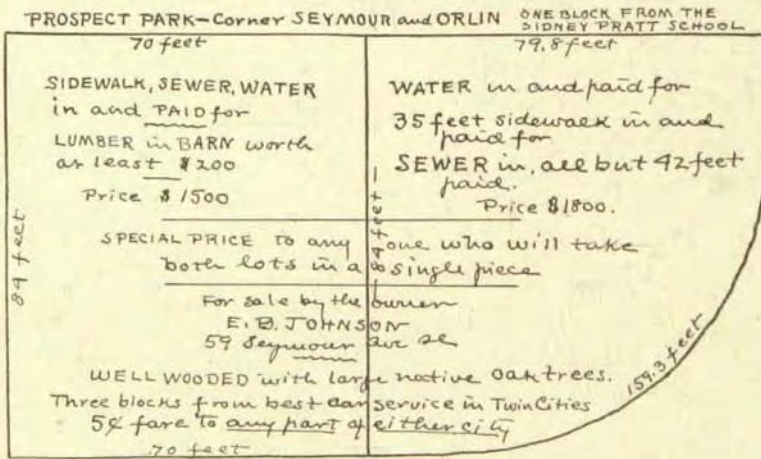 PROSPECT PARK—Corner SEYMOUR and ORLIN
ONE BLOCK FROM THE
SIDNEY PRATT SCHOOL
70 feet
79.8 feet
SIDEWALK, SEWER, WATER
in and PAID for
LUMBER in BARN worth
at least $200
Price $1500
WATER in and paid for
35 feet sidewalk in and
paid for
SEWER in, all but 42 feet
paid.
Price $1800.
89 feet
—84 feet—
SPECIAL PRICE to any one who will take
both lots in a single piece
For sale by the owner
E. B. JOHNSON
59 Seymour Ave SE
WELL WOODED with large native oak trees.
Three blocks from best car service in Twin Cities
5¢ fare to any part of either city
70 feet
159.3 feet